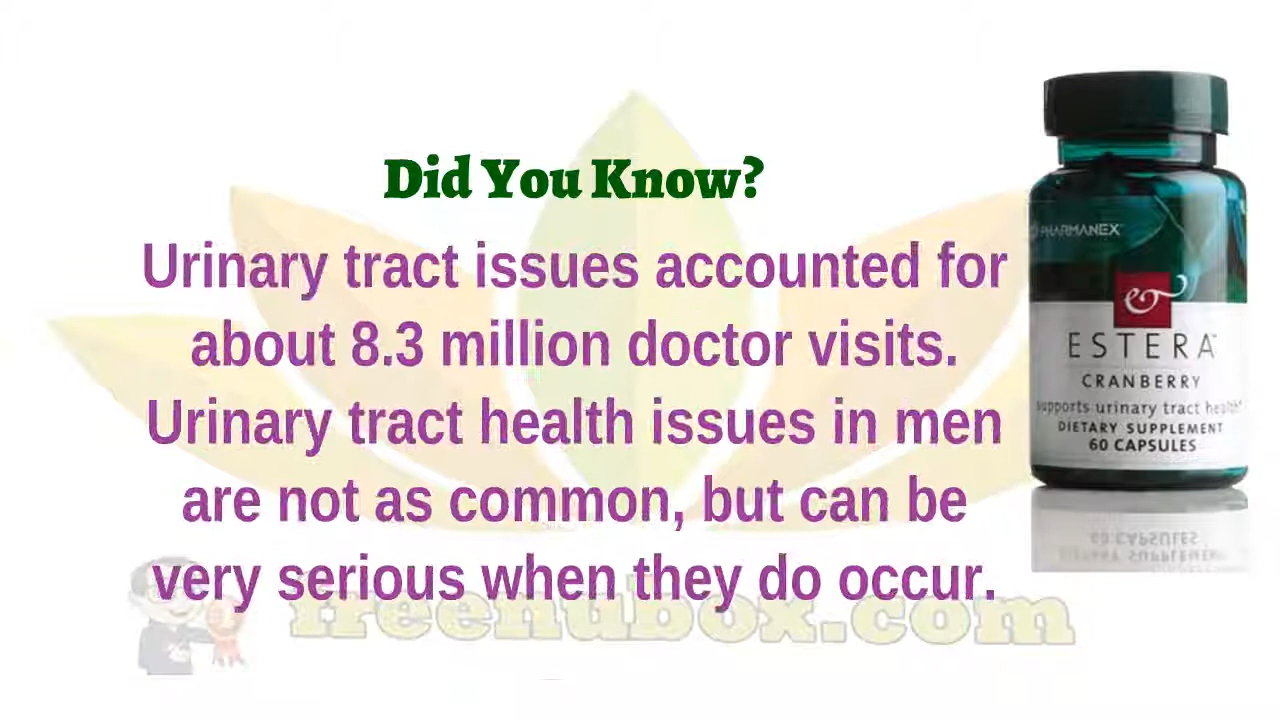 Did You Know?
Urinary tract issues accounted for
about 8.3 million doctor visits.
Urinary tract health issues in men
are not as common, but can be
very serious when they do occur.
freenubox.com
PHARMANEX
ESTERA™
CRANBERRY
supports urinary tract health*
DIETARY SUPPLEMENT
60 CAPSULES